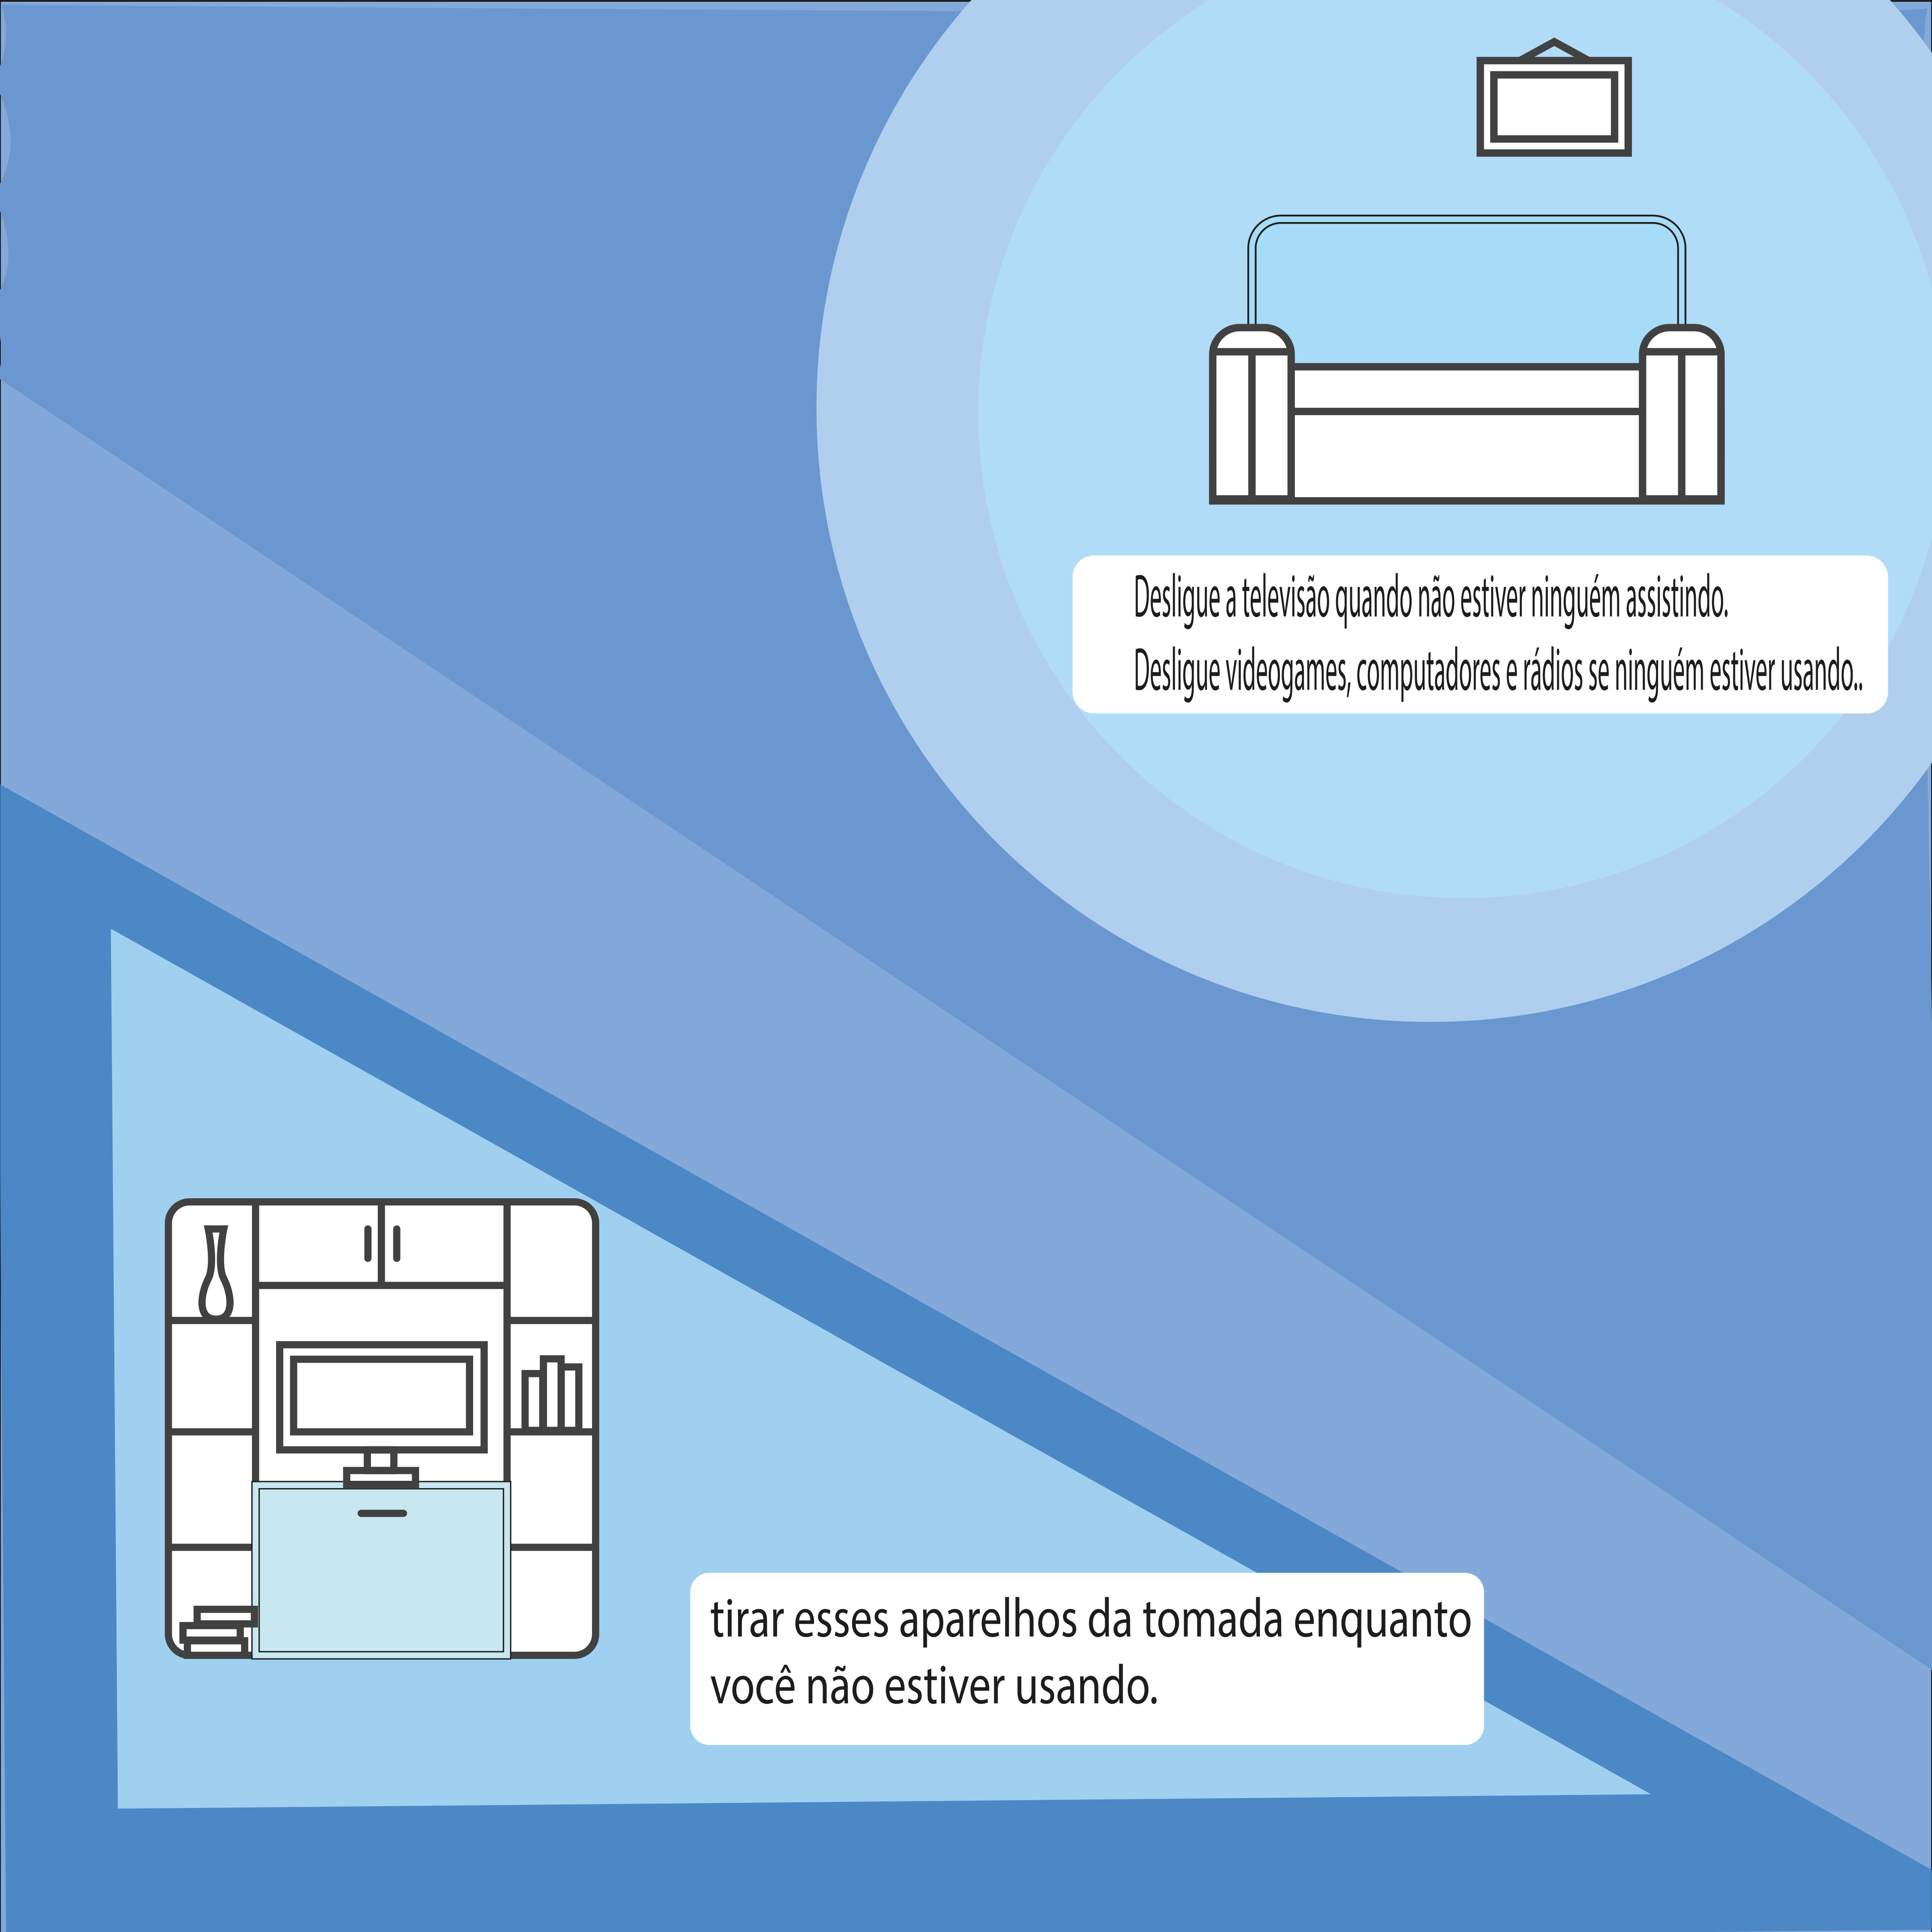 Desligue a televisão quando não estiver ninguém assistindo.
Desligue videogames, computadores e rádios se ninguém estiver usando..
tirar esses aparelhos da tomada enquanto
você não estiver usando.